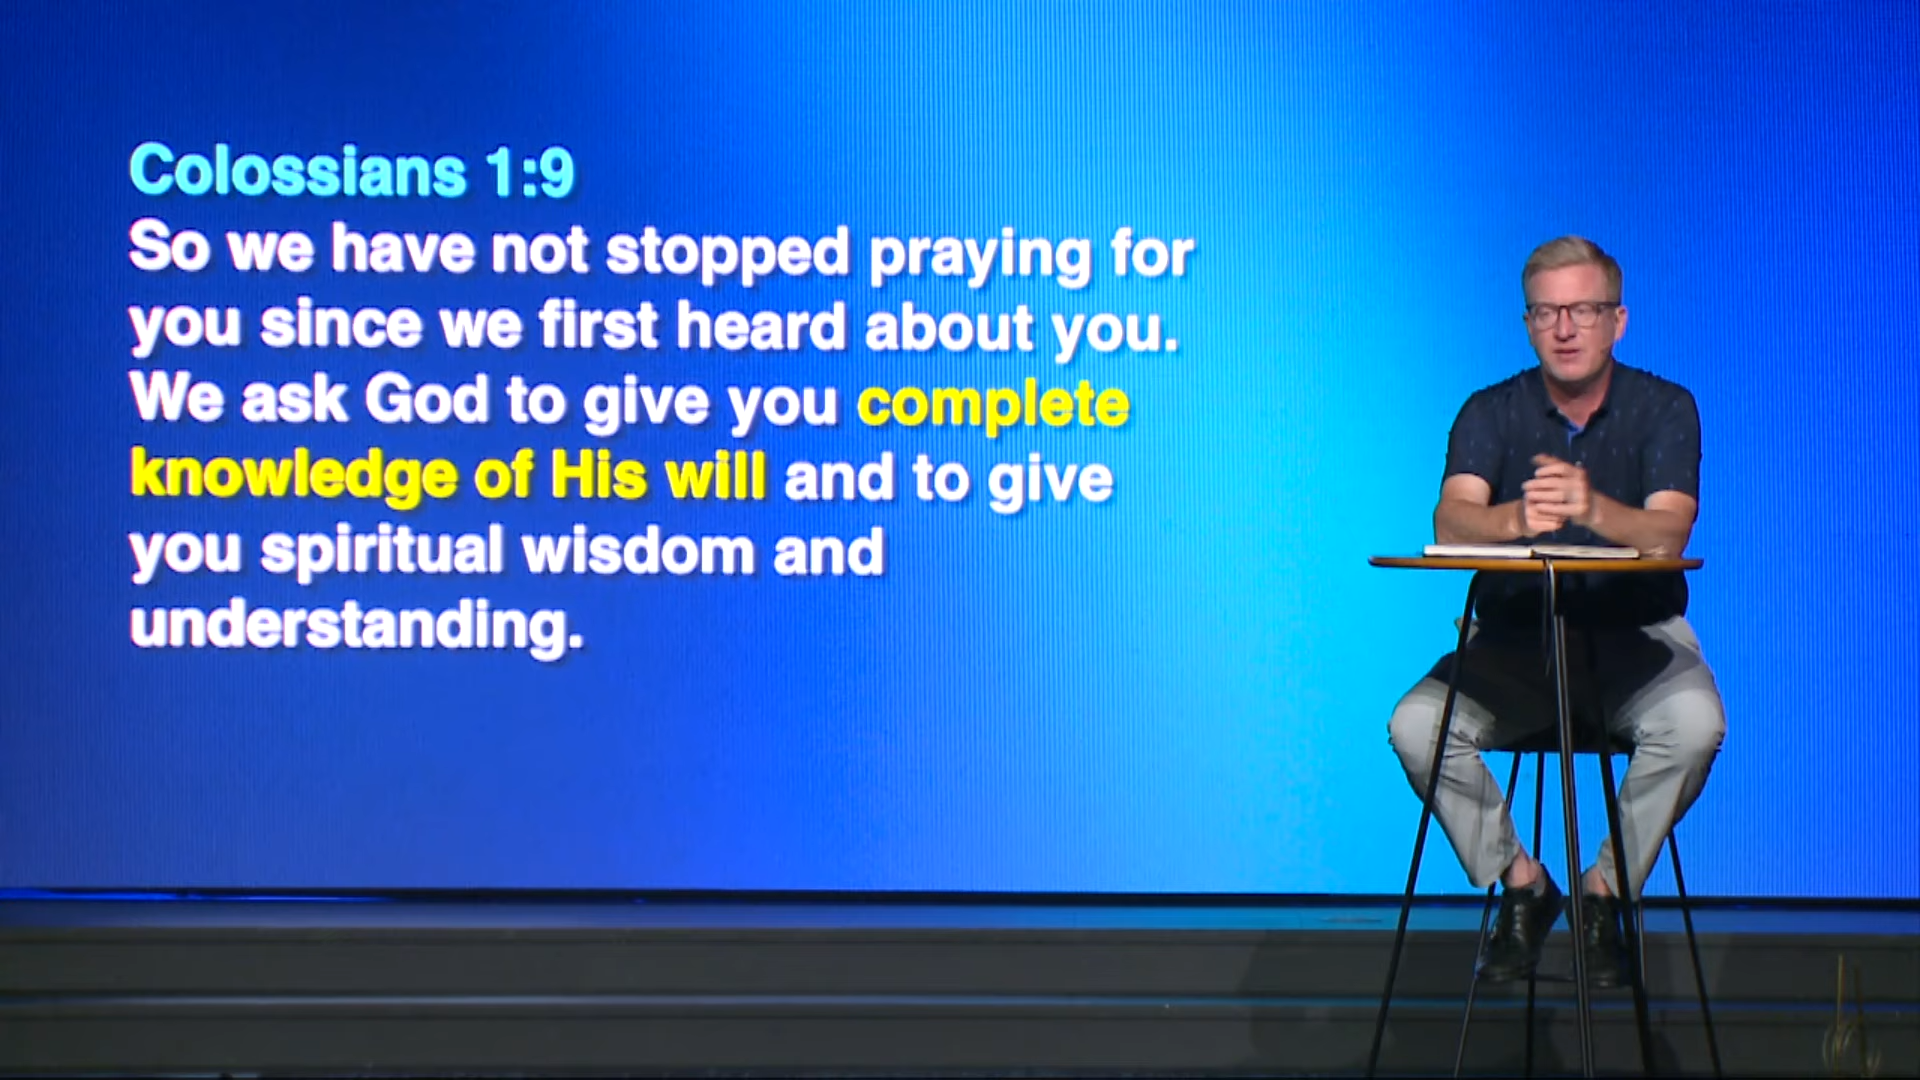 Colossians 1:9
So we have not stopped praying for
you since we first heard about you.
We ask God to give you complete
knowledge of His will and to give
you spiritual wisdom and
understanding.